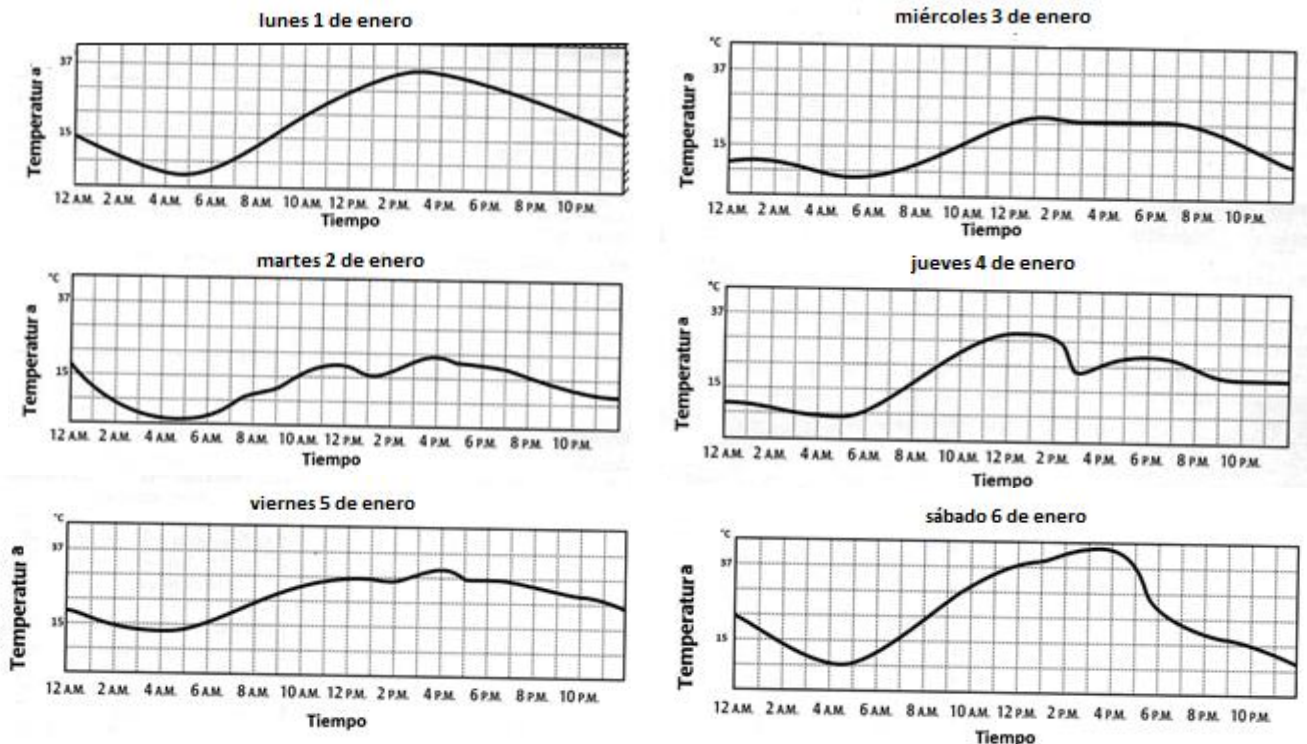 lunes 1 de enero
37
15
Temperatura
12 A.M. 2 A.M. 4 A.M. 6 A.M. 8 A.M. 10 A.M. 12 P.M. 2 P.M. 4 P.M. 6 P.M. 8 P.M. 10 P.M.
Tiempo
miércoles 3 de enero
°C
37
15
Temperatura
12 A.M. 2 A.M. 4 A.M. 6 A.M. 8 A.M. 10 A.M. 12 P.M. 2 P.M. 4 P.M. 6 P.M. 8 P.M. 10 P.M.
Tiempo
martes 2 de enero
°C
37
15
Temperatura
12 A.M. 2 A.M. 4 A.M. 6 A.M. 8 A.M. 10 A.M. 12 P.M. 2 P.M. 4 P.M. 6 P.M. 8 P.M. 10 P.M.
Tiempo
jueves 4 de enero
°C
37
15
Temperatura
12 A.M. 2 A.M. 4 A.M. 6 A.M. 8 A.M. 10 A.M. 12 P.M. 2 P.M. 4 P.M. 6 P.M. 8 P.M. 10 P.M.
Tiempo
viernes 5 de enero
°C
37
15
Temperatura
12 A.M. 2 A.M. 4 A.M. 6 A.M. 8 A.M. 10 A.M. 12 P.M. 2 P.M. 4 P.M. 6 P.M. 8 P.M. 10 P.M.
Tiempo
sábado 6 de enero
°C
37
15
Temperatura
12 A.M. 2 A.M. 4 A.M. 6 A.M. 8 A.M. 10 A.M. 12 P.M. 2 P.M. 4 P.M. 6 P.M. 8 P.M. 10 P.M.
Tiempo